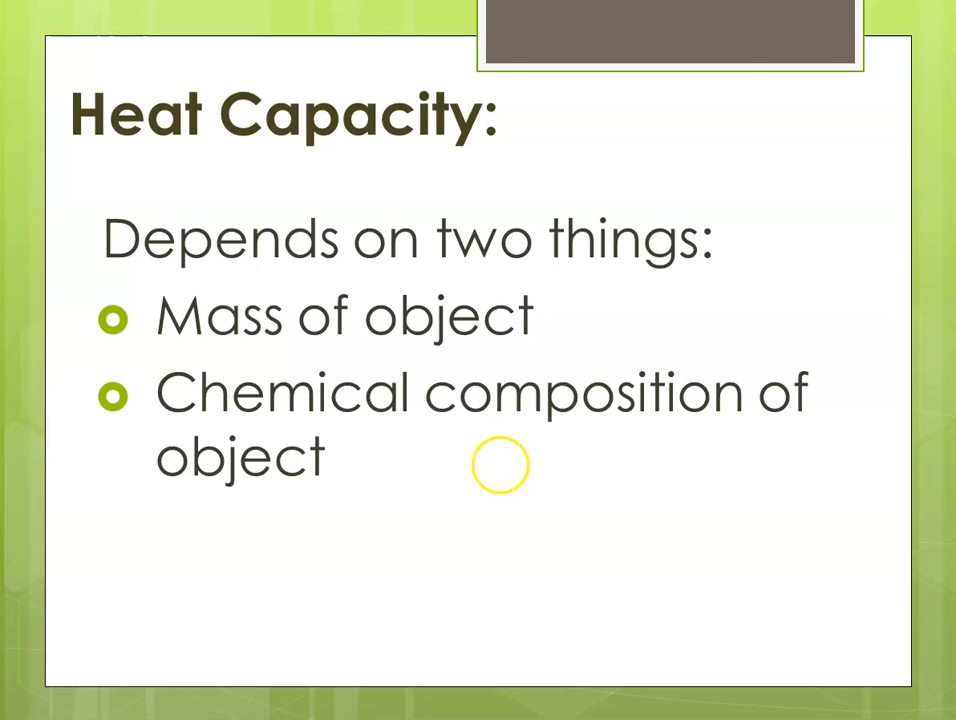 Heat Capacity:
Depends on two things:
Mass of object
Chemical composition of
object